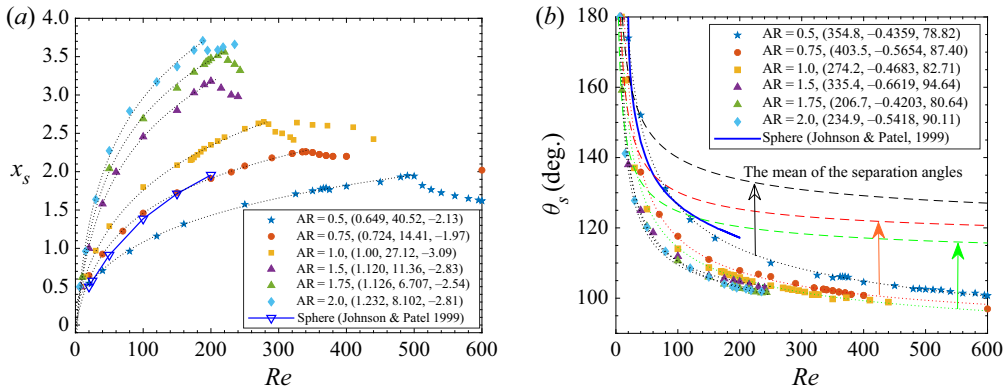 (a)
4.0
3.5
3.0
2.5
2.0
1.5
1.0
0.5
0
x_s
0
100
200
300
400
500
600
Re
AR = 0.5, (0.649, 40.52, −2.13)
AR = 0.75, (0.724, 14.41, −1.97)
AR = 1.0, (1.00, 27.12, −3.09)
AR = 1.5, (1.120, 11.36, −2.83)
AR = 1.75, (1.126, 6.707, −2.54)
AR = 2.0, (1.232, 8.102, −2.81)
Sphere (Johnson & Patel 1999)
(b)
180
160
140
120
100
θ_s (deg.)
0
100
200
300
400
500
600
Re
AR = 0.5, (354.8, −0.4359, 78.82)
AR = 0.75, (403.5, −0.5654, 87.40)
AR = 1.0, (274.2, −0.4683, 82.71)
AR = 1.5, (335.4, −0.6619, 94.64)
AR = 1.75, (206.7, −0.4203, 80.64)
AR = 2.0, (234.9, −0.5418, 90.11)
Sphere (Johnson & Patel, 1999)
The mean of the separation angles